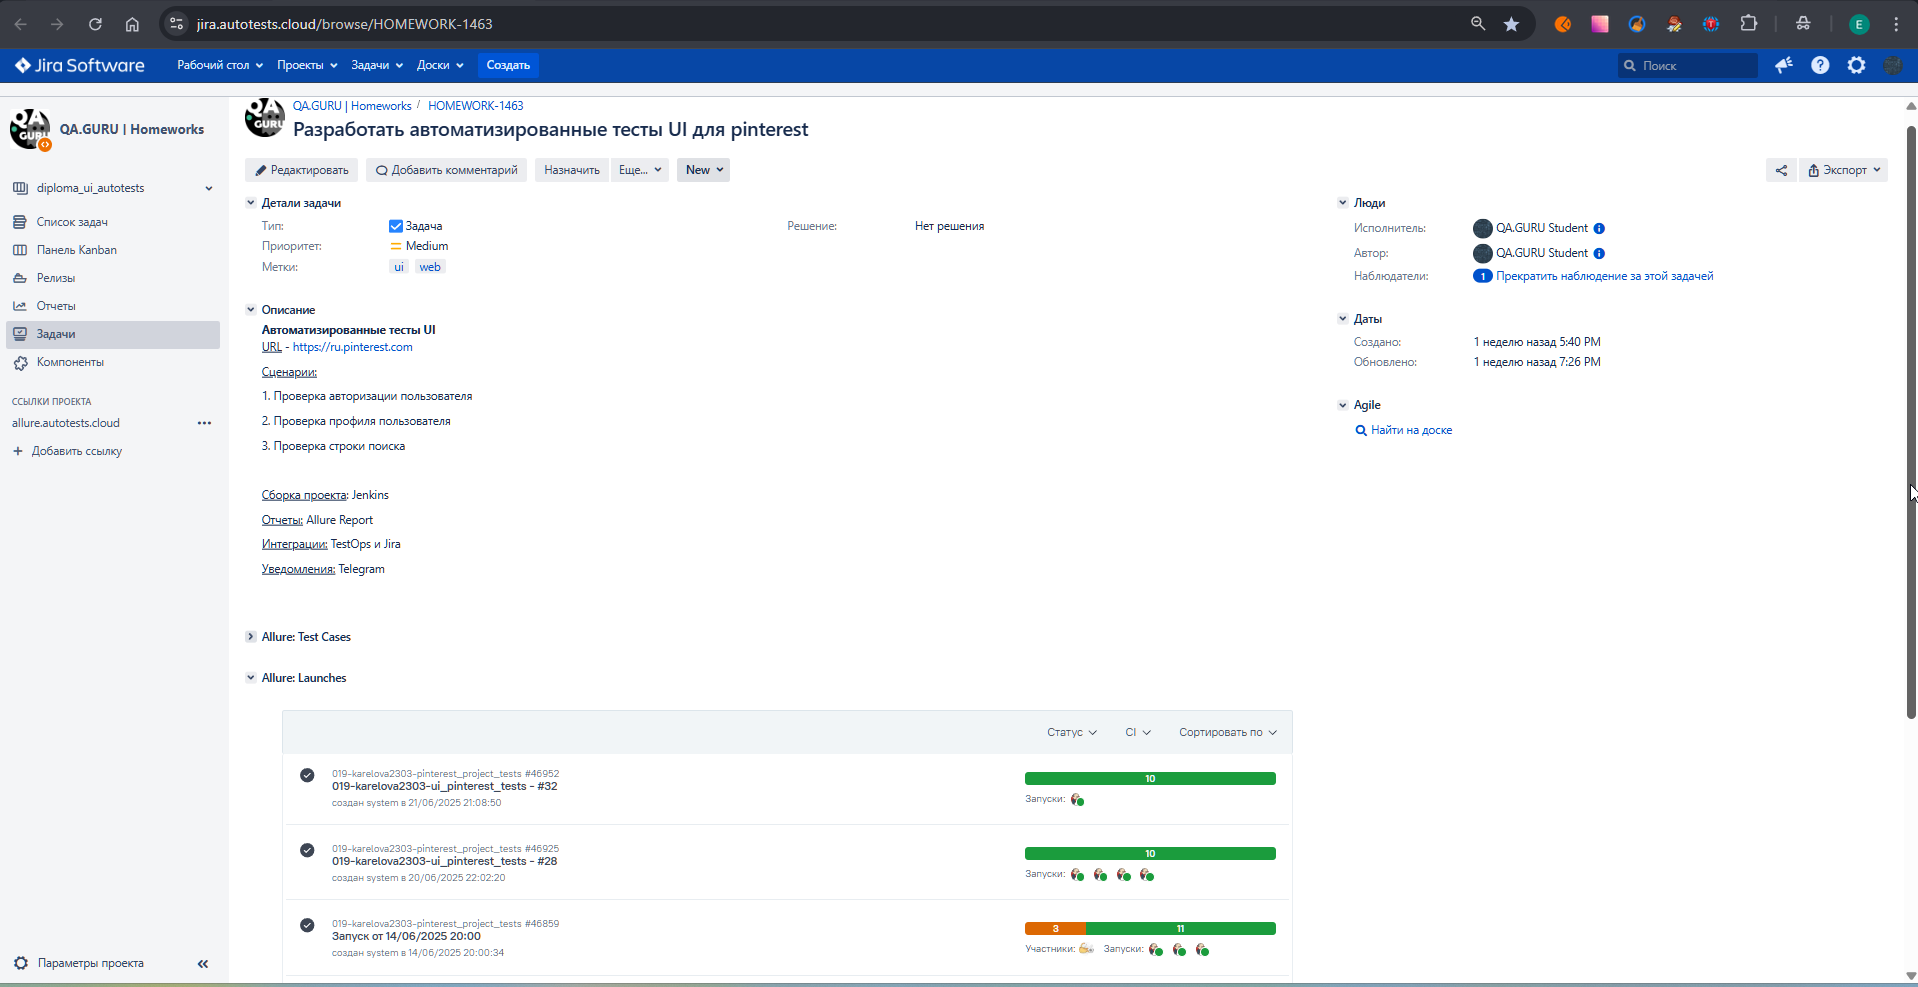 jira.autotests.cloud/browse/HOMEWORK-1463
E
Jira Software
Рабочий стол
Проекты
Задачи
Доски
Создать
Поиск
QA.GURU | Homeworks
diploma_ui_autotests
Список задач
Панель Kanban
Релизы
Отчеты
Задачи
Компоненты
ССЫЛКИ ПРОЕКТА
allure.autotests.cloud
+ Добавить ссылку
Параметры проекта
QA.GURU | Homeworks / HOMEWORK-1463
Разработать автоматизированные тесты UI для pinterest
Редактировать
Добавить комментарий
Назначить
Еще...
New
Экспорт
Детали задачи
Тип: Задача
Решение: Нет решения
Приоритет: Medium
Метки: ui web
Описание
Автоматизированные тесты UI
URL - https://ru.pinterest.com
Сценарии:
1. Проверка авторизации пользователя
2. Проверка профиля пользователя
3. Проверка строки поиска
Сборка проекта: Jenkins
Отчеты: Allure Report
Интеграции: TestOps и Jira
Уведомления: Telegram
Allure: Test Cases
Allure: Launches
Статус
CI
Сортировать по
019-karelova2303-pinterest_project_tests #46952
019-karelova2303-ui_pinterest_tests - #32
создан system в 21/06/2025 21:08:50
10
Запуски:
019-karelova2303-pinterest_project_tests #46925
019-karelova2303-ui_pinterest_tests - #28
создан system в 20/06/2025 22:02:20
10
Запуски:
019-karelova2303-pinterest_project_tests #46859
Запуск от 14/06/2025 20:00
создан system в 14/06/2025 20:00:34
3 11
Участники: Запуски:
Люди
Исполнитель: QA.GURU Student
Автор: QA.GURU Student
Наблюдатели: 1 Прекратить наблюдение за этой задачей
Даты
Создано: 1 неделю назад 5:40 PM
Обновлено: 1 неделю назад 7:26 PM
Agile
Найти на доске